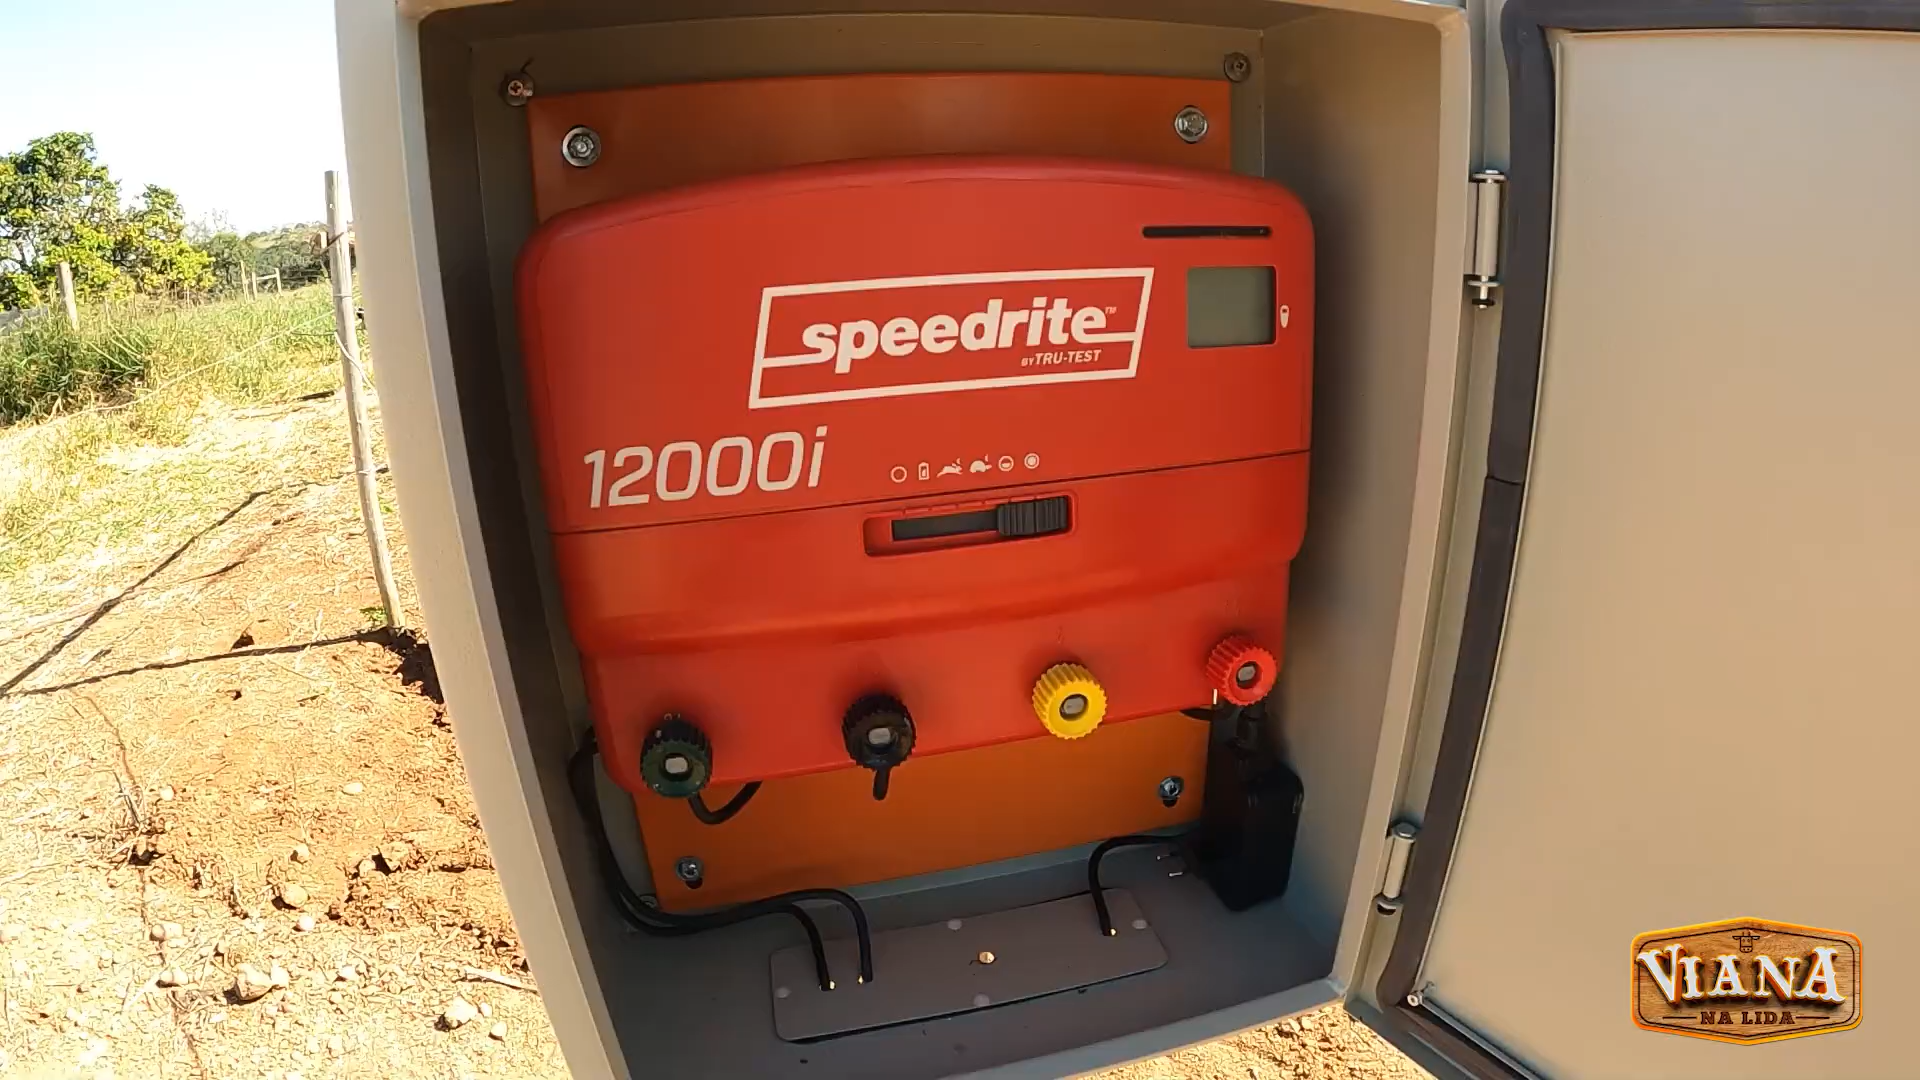 speedrite™
BY TRU-TEST
12000i
VIANA
NA LIDA